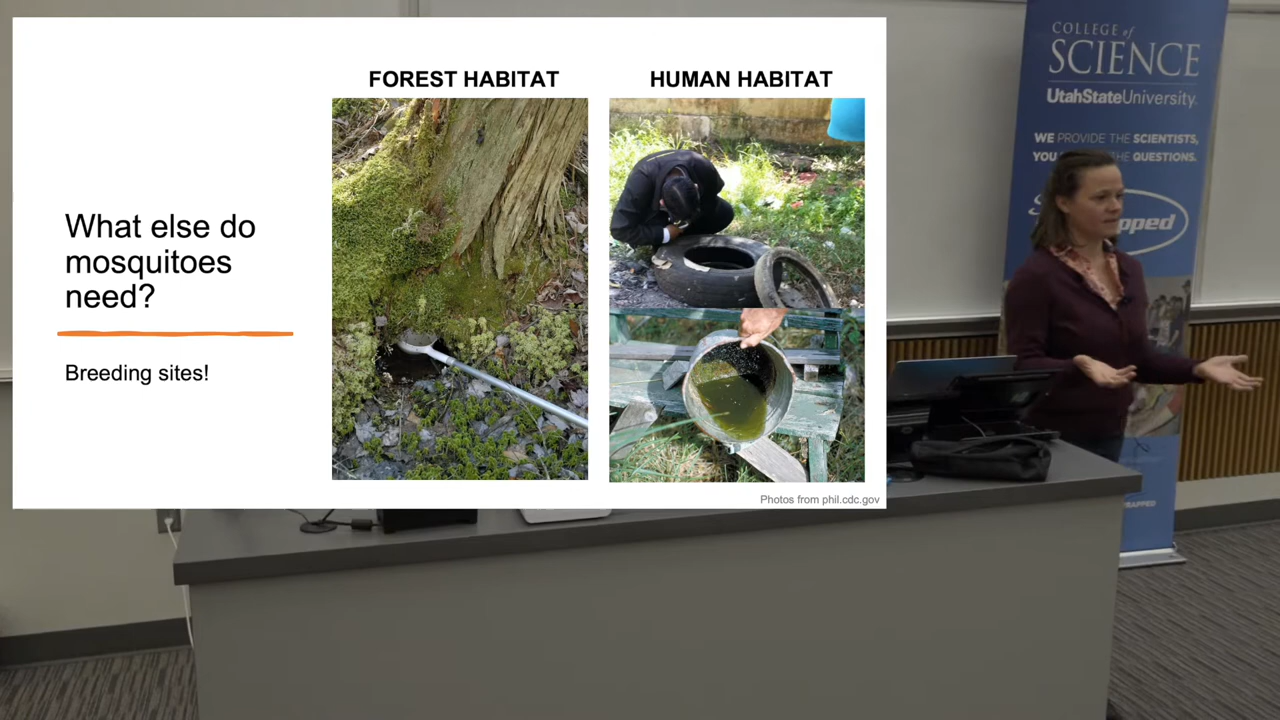 What else do
mosquitoes
need?
Breeding sites!
FOREST HABITAT
HUMAN HABITAT
Photos from phil.cdc.gov
COLLEGE of
SCIENCE
UtahStateUniversity
WE PROVIDE THE SCIENTISTS,
YOU THE QUESTIONS.